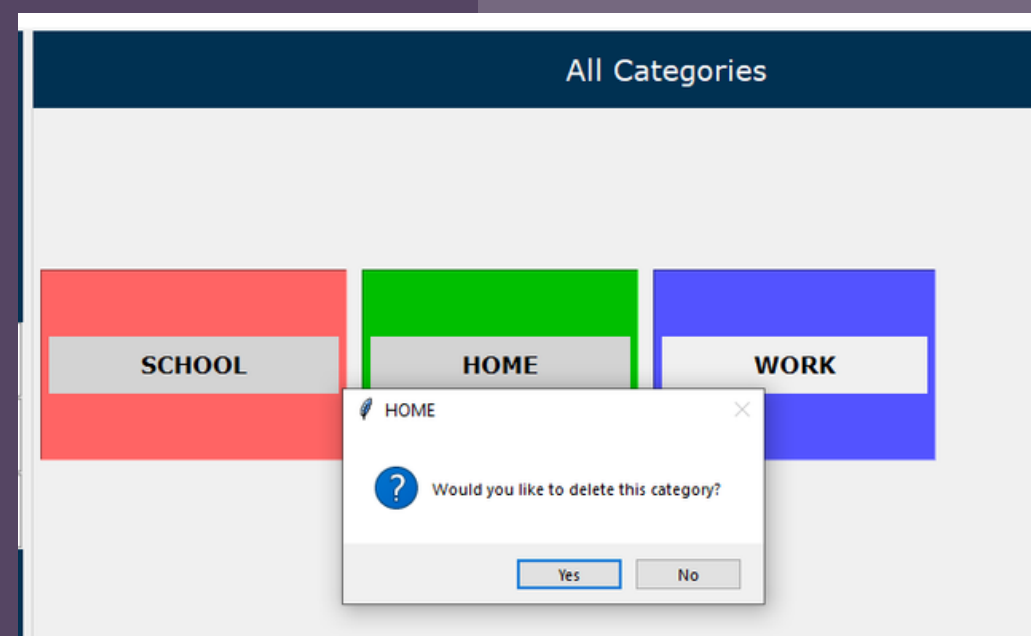 All Categories
SCHOOL
HOME
WORK
HOME
Would you like to delete this category?
Yes
No